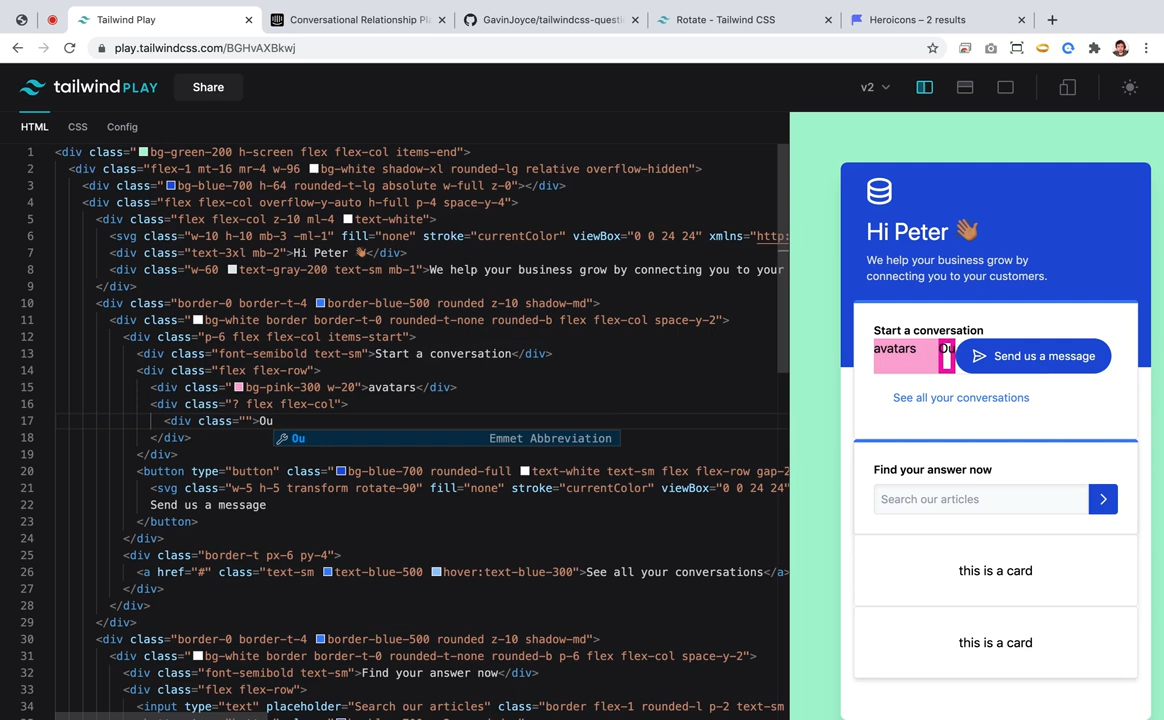 Tailwind Play
Conversational Relationship Pl
GavinJoyce/tailwindcss-questi
Rotate - Tailwind CSS
Heroicons – 2 results
play.tailwindcss.com/BGHvAXBkwj
tailwind PLAY
Share
v2
HTML CSS Config
1 <div class="bg-green-200 h-screen flex flex-col items-end">
2 <div class="flex-1 mt-16 mr-4 w-96 bg-white shadow-xl rounded-lg relative overflow-hidden">
3 <div class="bg-blue-700 h-64 rounded-t-lg absolute w-full z-0"></div>
4 <div class="flex flex-col overflow-y-auto h-full p-4 space-y-4">
5 <div class="flex flex-col z-10 ml-4 text-white">
6 <svg class="w-10 h-10 mb-3 -ml-1" fill="none" stroke="currentColor" viewBox="0 0 24 24" xmlns="http:
7 <div class="text-3xl mb-2">Hi Peter 👋🏾</div>
8 <div class="w-60 text-gray-200 text-sm mb-1">We help your business grow by connecting you to your
9 </div>
10 <div class="border-0 border-t-4 border-blue-500 rounded z-10 shadow-md">
11 <div class="bg-white border border-t-0 rounded-t-none rounded-b flex flex-col space-y-2">
12 <div class="p-6 flex flex-col items-start">
13 <div class="font-semibold text-sm">Start a conversation</div>
14 <div class="flex flex-row">
15 <div class="bg-pink-300 w-20">avatars</div>
16 <div class="? flex flex-col">
17 <div class="">Ou
18 </div>
Ou Emmet Abbreviation
19 </div>
20 <button type="button" class="bg-blue-700 rounded-full text-white text-sm flex flex-row gap-2
21 <svg class="w-5 h-5 transform rotate-90" fill="none" stroke="currentColor" viewBox="0 0 24 24"
22 Send us a message
23 </button>
24 </div>
25 <div class="border-t px-6 py-4">
26 <a href="#" class="text-sm text-blue-500 hover:text-blue-300">See all your conversations</a>
27 </div>
28 </div>
29 </div>
30 <div class="border-0 border-t-4 border-blue-500 rounded z-10 shadow-md">
31 <div class="bg-white border border-t-0 rounded-t-none rounded-b p-6 flex flex-col space-y-2">
32 <div class="font-semibold text-sm">Find your answer now</div>
33 <div class="flex flex-row">
34 <input type="text" placeholder="Search our articles" class="border flex-1 rounded-l p-2 text-sm
Hi Peter 👋🏾
We help your business grow by
connecting you to your customers.
Start a conversation
avatars Ou Send us a message
See all your conversations
Find your answer now
Search our articles
this is a card
this is a card